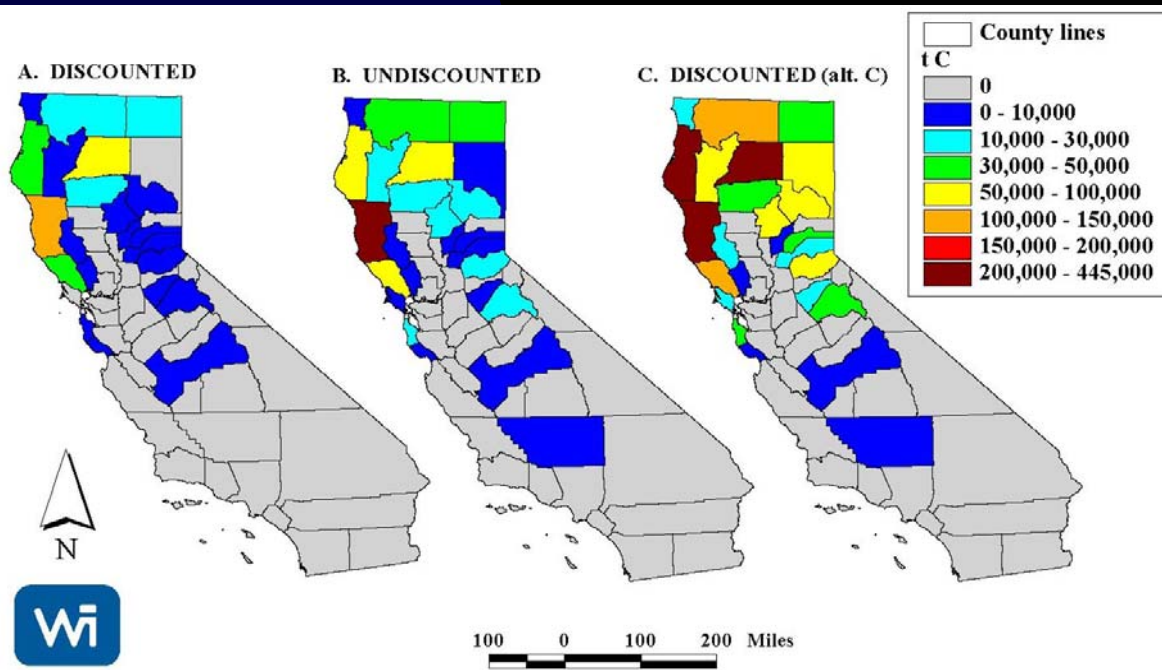 A. DISCOUNTED
B. UNDISCOUNTED
C. DISCOUNTED (alt. C)
County lines
t C
0
0 - 10,000
10,000 - 30,000
30,000 - 50,000
50,000 - 100,000
100,000 - 150,000
150,000 - 200,000
200,000 - 445,000
N
Wi
100 0 100 200 Miles